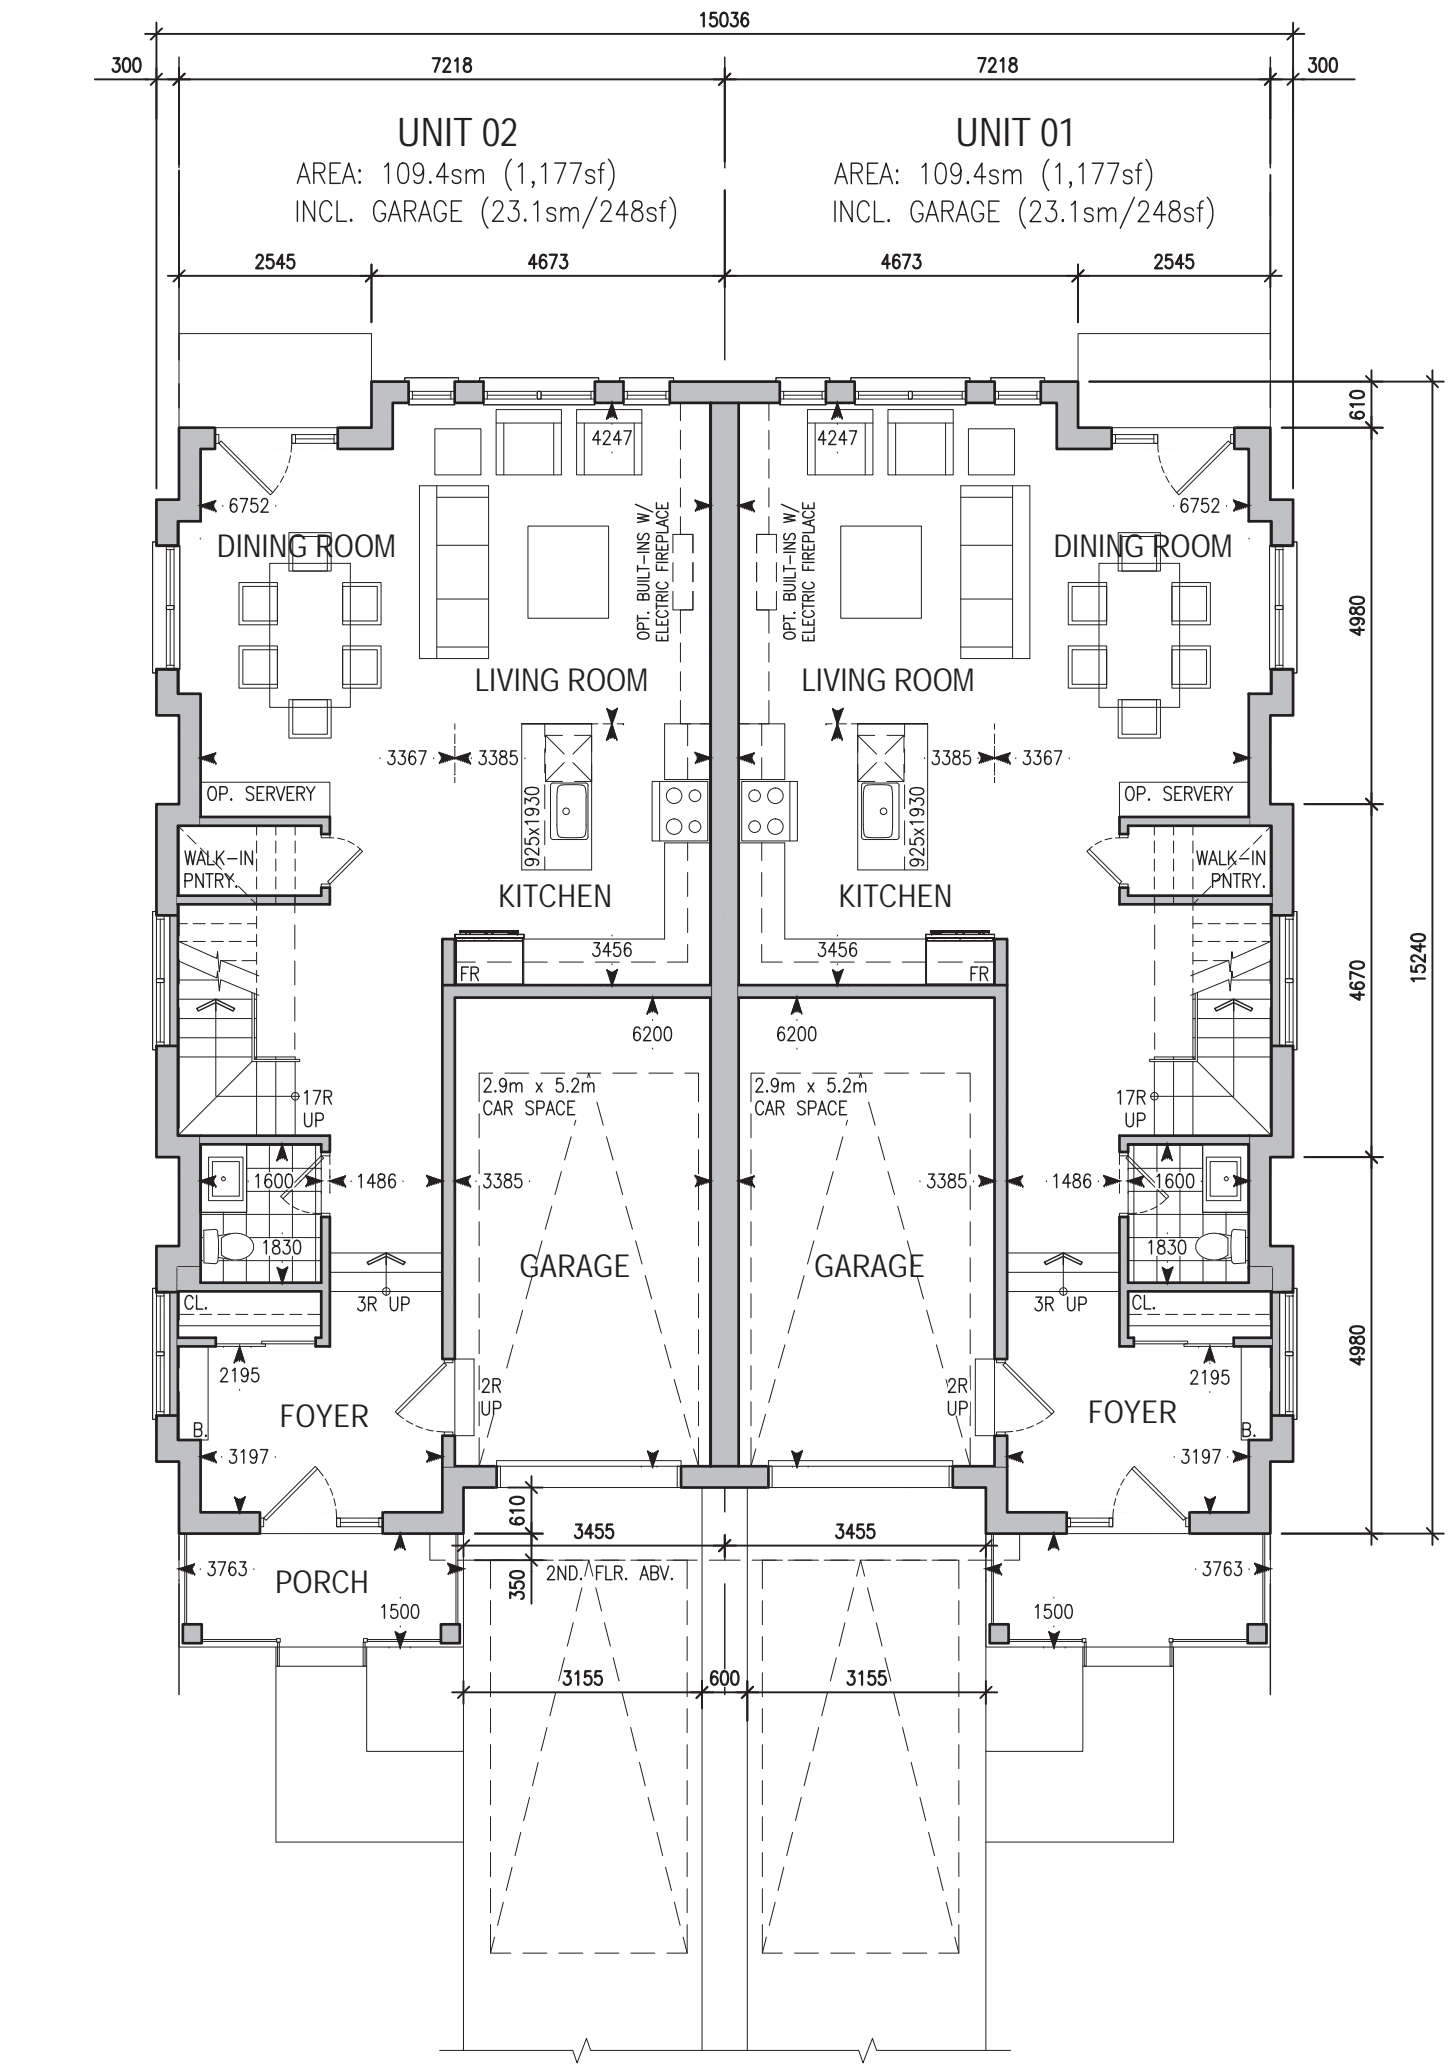 15036
300 7218 7218 300
UNIT 02 UNIT 01
AREA: 109.4sm (1,177sf) AREA: 109.4sm (1,177sf)
INCL. GARAGE (23.1sm/248sf) INCL. GARAGE (23.1sm/248sf)
2545 4673 4673 2545
610
4247 4247
6752 6752
OPT. BUILT-INS W/
ELECTRIC FIREPLACE
OPT. BUILT-INS W/
ELECTRIC FIREPLACE
DINING ROOM DINING ROOM
4980
LIVING ROOM LIVING ROOM
3367 3385 3385 3367
OP. SERVERY OP. SERVERY
925x1930 925x1930
WALK-IN
PNTRY.
WALK-IN
PNTRY.
KITCHEN KITCHEN
3456 3456
FR FR
4670
15240
6200 6200
2.9m x 5.2m
CAR SPACE
2.9m x 5.2m
CAR SPACE
17R
UP
17R
UP
1600 1486 3385 3385 1486 1600
1830 1830
GARAGE GARAGE
CL. 3R UP 3R UP CL.
4980
2195 2195
2R
UP
2R
UP
FOYER FOYER
B. B.
3197 3197
610
3455 3455
3763 3763
350
2ND. FLR. ABV.
PORCH
1500 1500
3155 600 3155